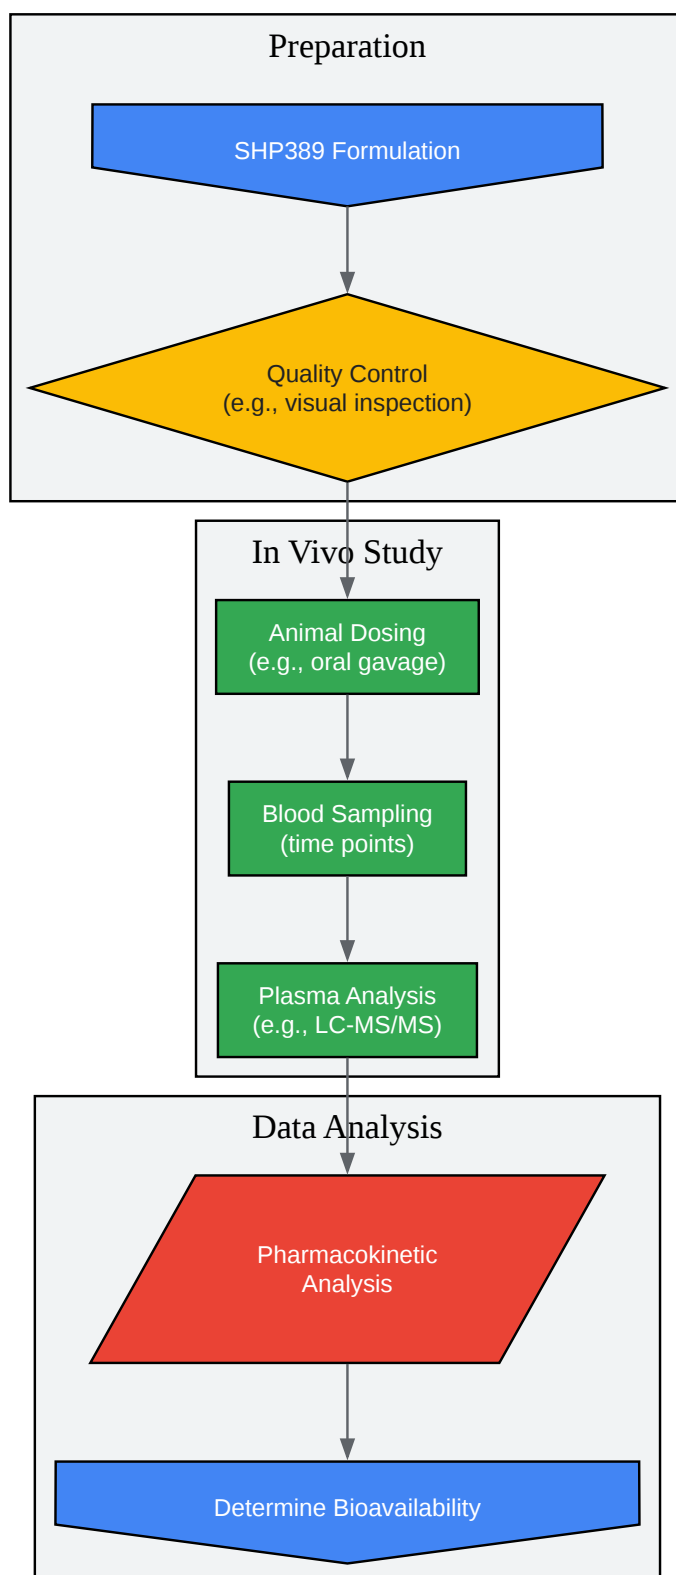 Preparation
SHP389 Formulation
Quality Control
(e.g., visual inspection)
In Vivo Study
Animal Dosing
(e.g., oral gavage)
Blood Sampling
(time points)
Plasma Analysis
(e.g., LC-MS/MS)
Data Analysis
Pharmacokinetic
Analysis
Determine Bioavailability